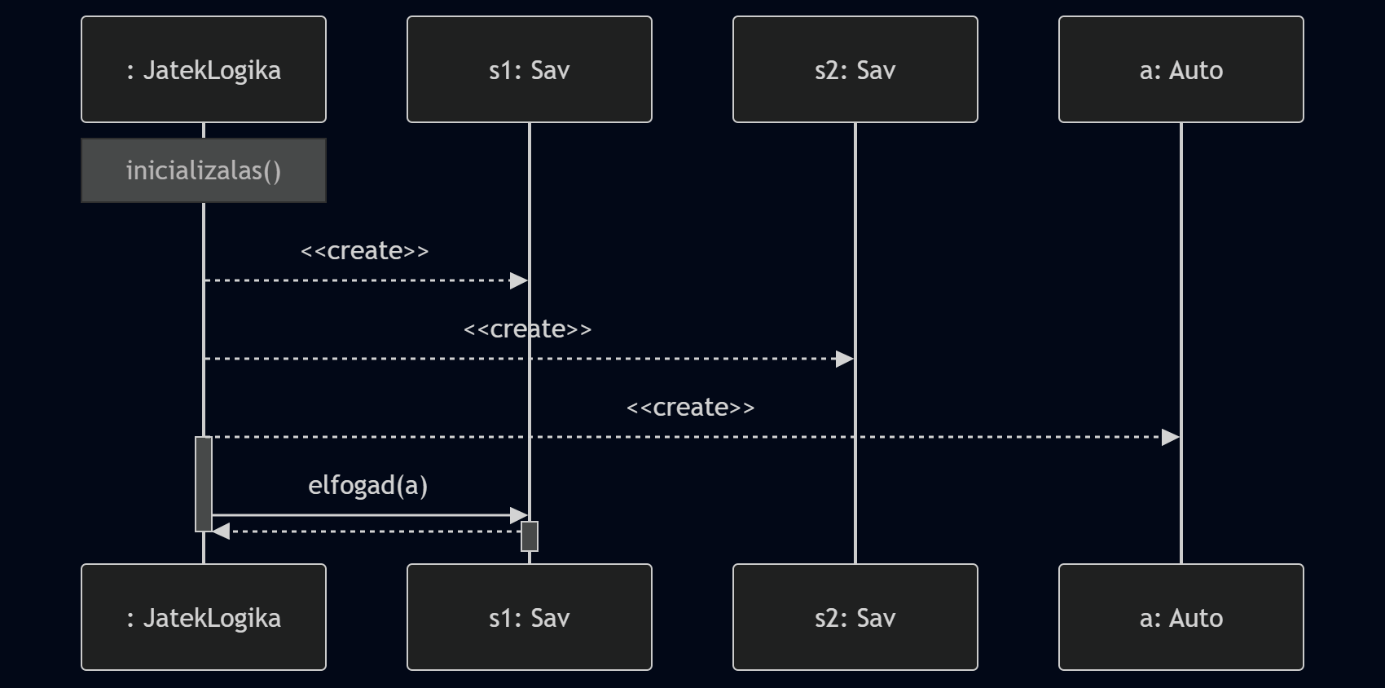 : JatekLogika
s1: Sav
s2: Sav
a: Auto
inicializalas()
<<create>>
<<create>>
<<create>>
elfogad(a)
: JatekLogika
s1: Sav
s2: Sav
a: Auto